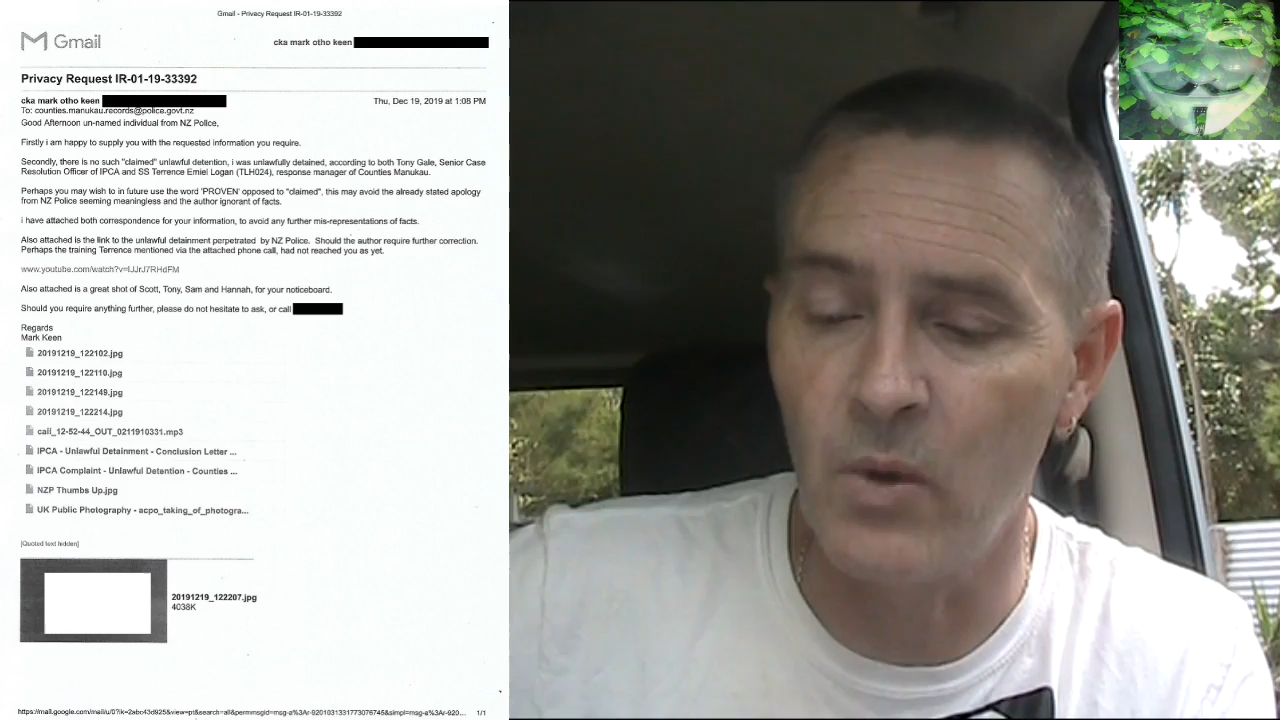 Gmail - Privacy Request IR-01-19-33392
Gmail
cka mark otho keen
Privacy Request IR-01-19-33392
cka mark otho keen
Thu, Dec 19, 2019 at 1:08 PM
To: counties.manukau.records@police.govt.nz
Good Afternoon un-named individual from NZ Police,
Firstly i am happy to supply you with the requested information you require.
Secondly, there is no such "claimed" unlawful detention, i was unlawfully detained, according to both Tony Gale, Senior Case
Resolution Officer of IPCA and SS Terrence Emiel Logan (TLH024), response manager of Counties Manukau.
Perhaps you may wish to in future use the word 'PROVEN' opposed to "claimed", this may avoid the already stated apology
from NZ Police seeming meaningless and the author ignorant of facts.
i have attached both correspondence for your information, to avoid any further mis-representations of facts.
Also attached is the link to the unlawful detainment perpetrated by NZ Police. Should the author require further correction.
Perhaps the training Terrence mentioned via the attached phone call, had not reached you as yet.
Also attached is a great shot of Scott, Tony, Sam and Hannah, for your noticeboard.
Should you require anything further, please do not hesitate to ask, or call
Regards
Mark Keen
20191219_122102.jpg
20191219_122110.jpg
20191219_122149.jpg
20191219_122214.jpg
call_12-52-44_OUT_0211910331.mp3
IPCA - Unlawful Detainment - Conclusion Letter ...
IPCA Complaint - Unlawful Detention - Counties ...
NZP Thumbs Up.jpg
UK Public Photography - acpo_taking_of_photogra...
[Quoted text hidden]
20191219_122207.jpg
4038K
1/1